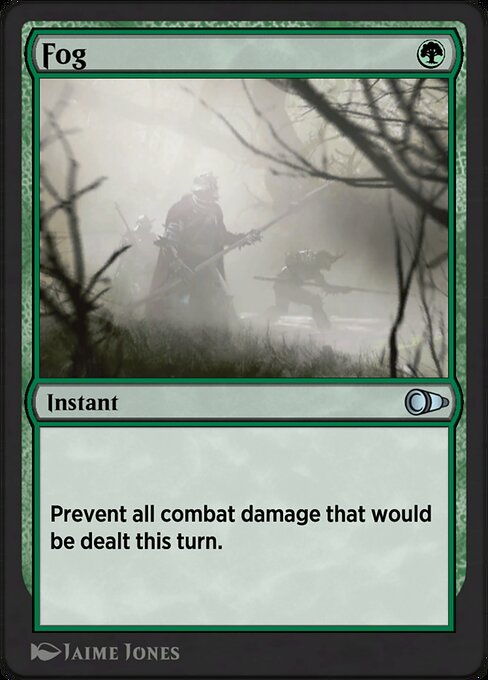 Fog
Instant
Prevent all combat damage that would
be dealt this turn.
Jaime Jones